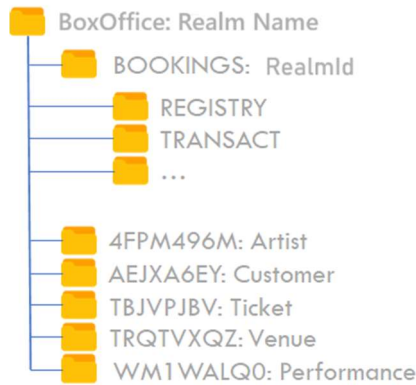 BoxOffice: Realm Name
BOOKINGS: RealmId
REGISTRY
TRANSACT
...
4FPM496M: Artist
AEJXA6EY: Customer
TBJVPJBV: Ticket
TRQTVXQZ: Venue
WM1WALQ0: Performance